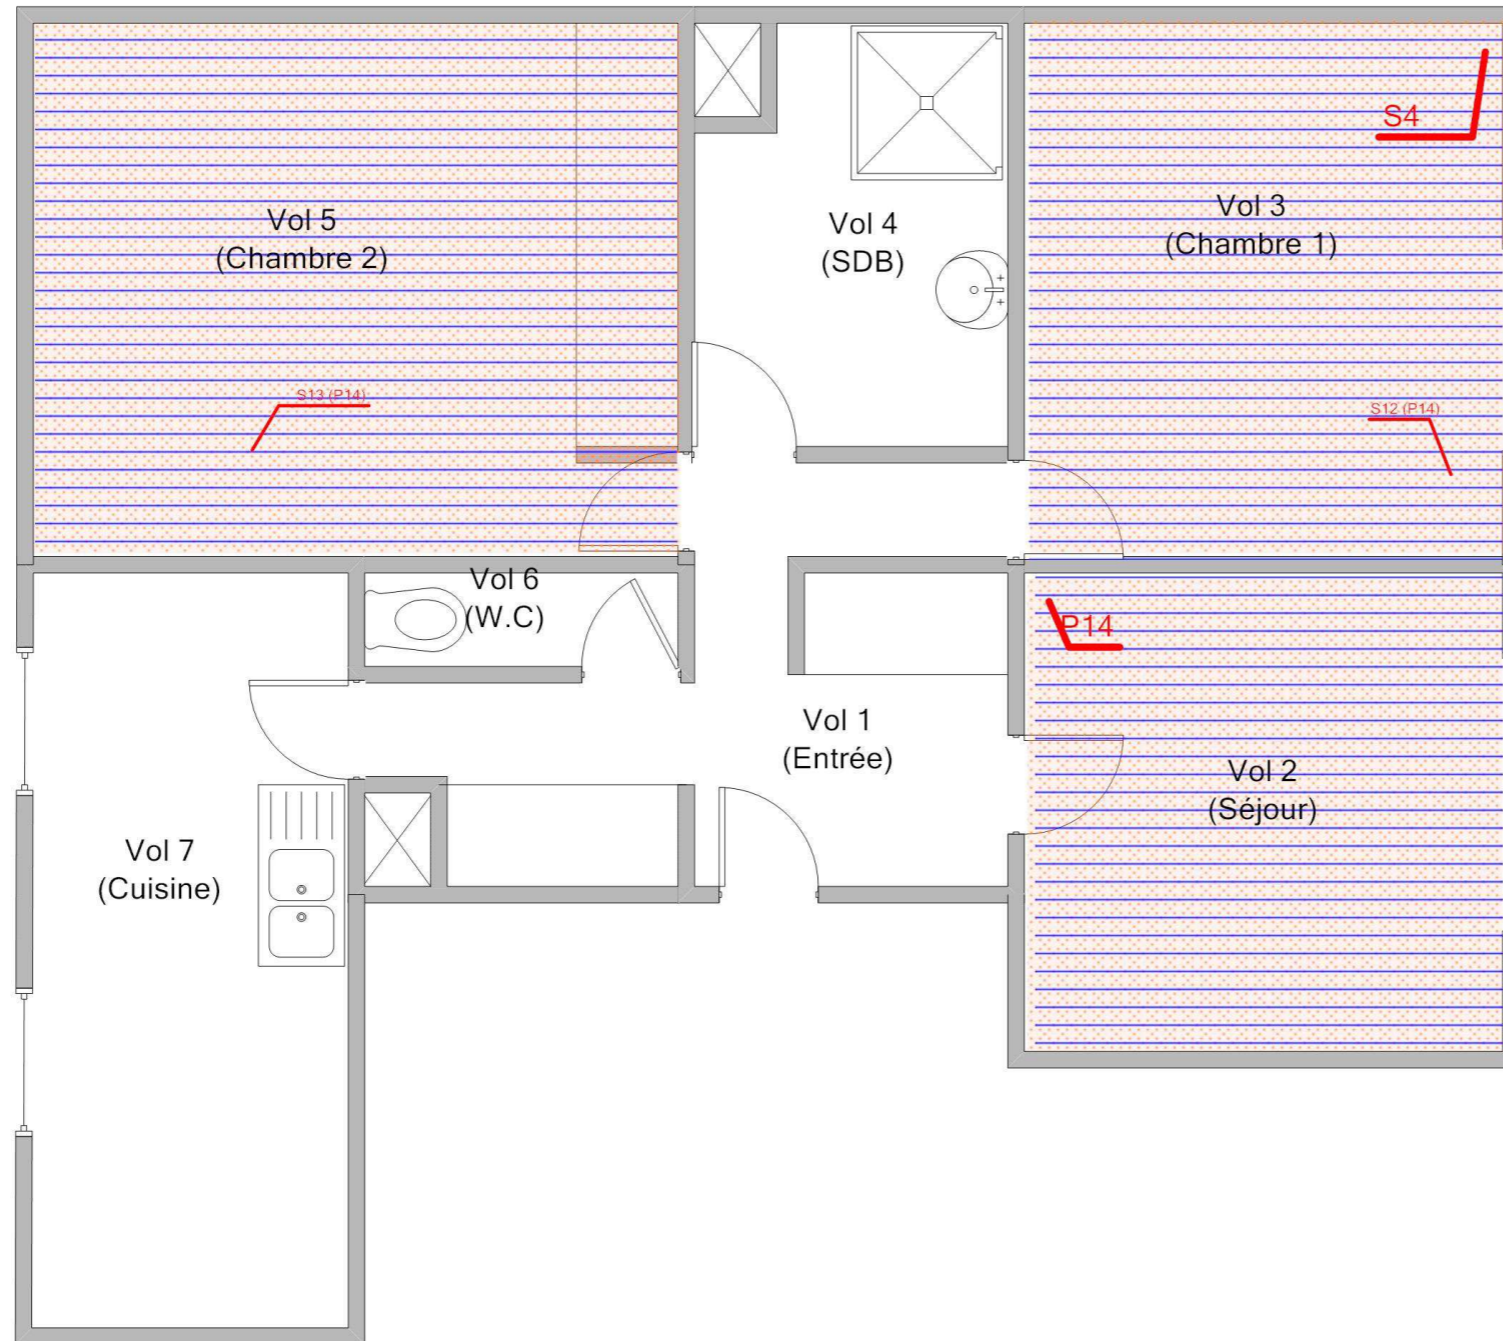 S4
Vol 5
(Chambre 2)
Vol 4
(SDB)
Vol 3
(Chambre 1)
S13 (P14)
S12 (P14)
Vol 6
(W.C)
P14
Vol 1
(Entrée)
Vol 2
(Séjour)
Vol 7
(Cuisine)